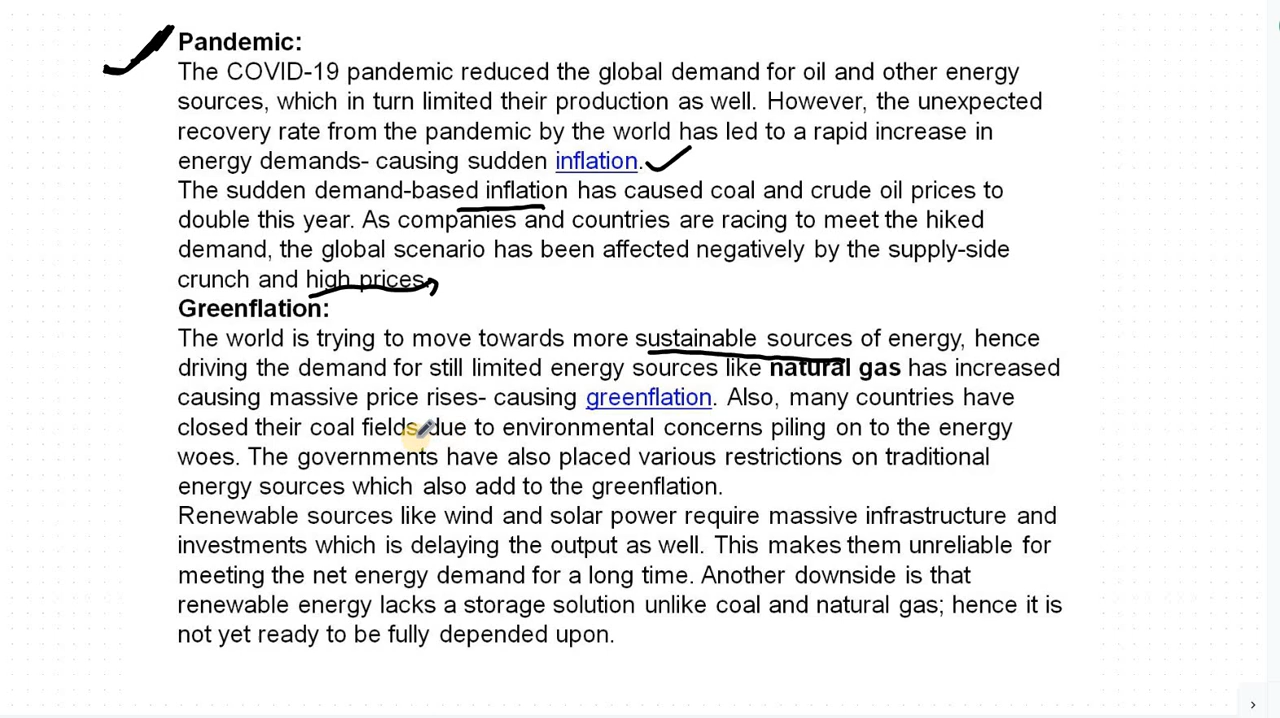 Pandemic:
The COVID-19 pandemic reduced the global demand for oil and other energy
sources, which in turn limited their production as well. However, the unexpected
recovery rate from the pandemic by the world has led to a rapid increase in
energy demands- causing sudden inflation.
The sudden demand-based inflation has caused coal and crude oil prices to
double this year. As companies and countries are racing to meet the hiked
demand, the global scenario has been affected negatively by the supply-side
crunch and high prices.
Greenflation:
The world is trying to move towards more sustainable sources of energy, hence
driving the demand for still limited energy sources like natural gas has increased
causing massive price rises- causing greenflation. Also, many countries have
closed their coal fields due to environmental concerns piling on to the energy
woes. The governments have also placed various restrictions on traditional
energy sources which also add to the greenflation.
Renewable sources like wind and solar power require massive infrastructure and
investments which is delaying the output as well. This makes them unreliable for
meeting the net energy demand for a long time. Another downside is that
renewable energy lacks a storage solution unlike coal and natural gas; hence it is
not yet ready to be fully depended upon.